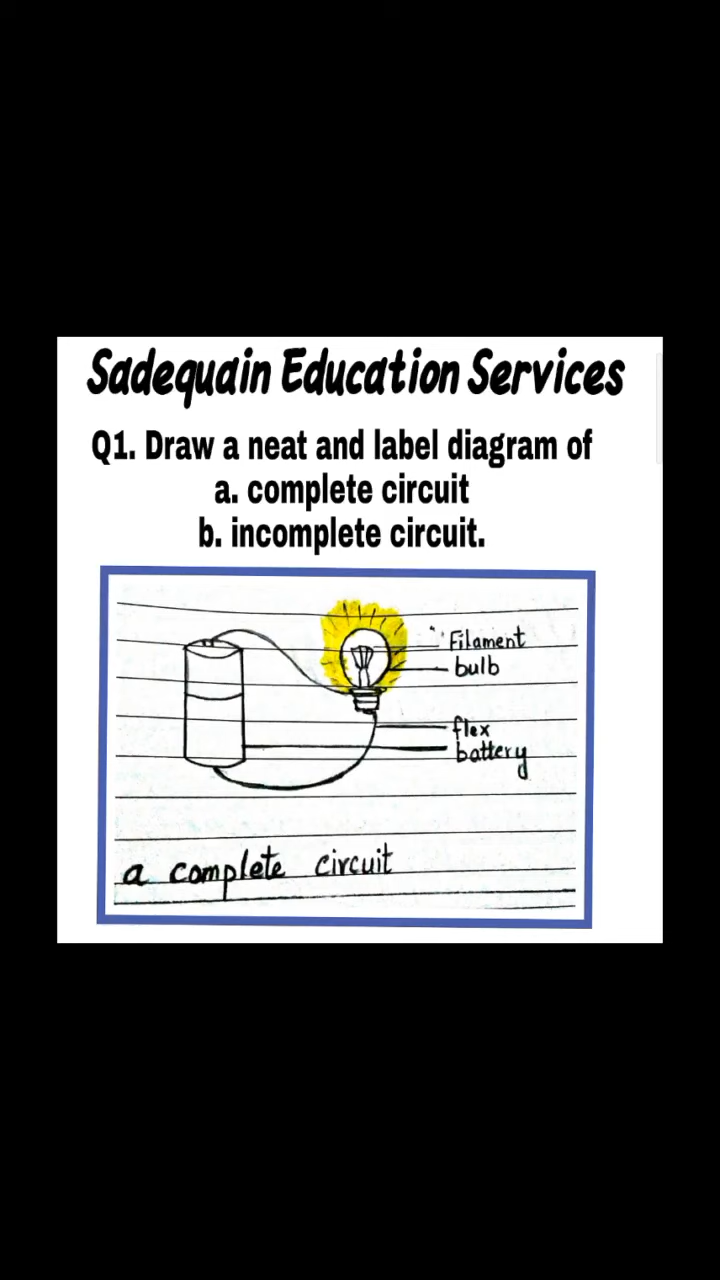 Sadequain Education Services
Q1. Draw a neat and label diagram of
a. complete circuit
b. incomplete circuit.
Filament
bulb
flex
battery
a complete circuit